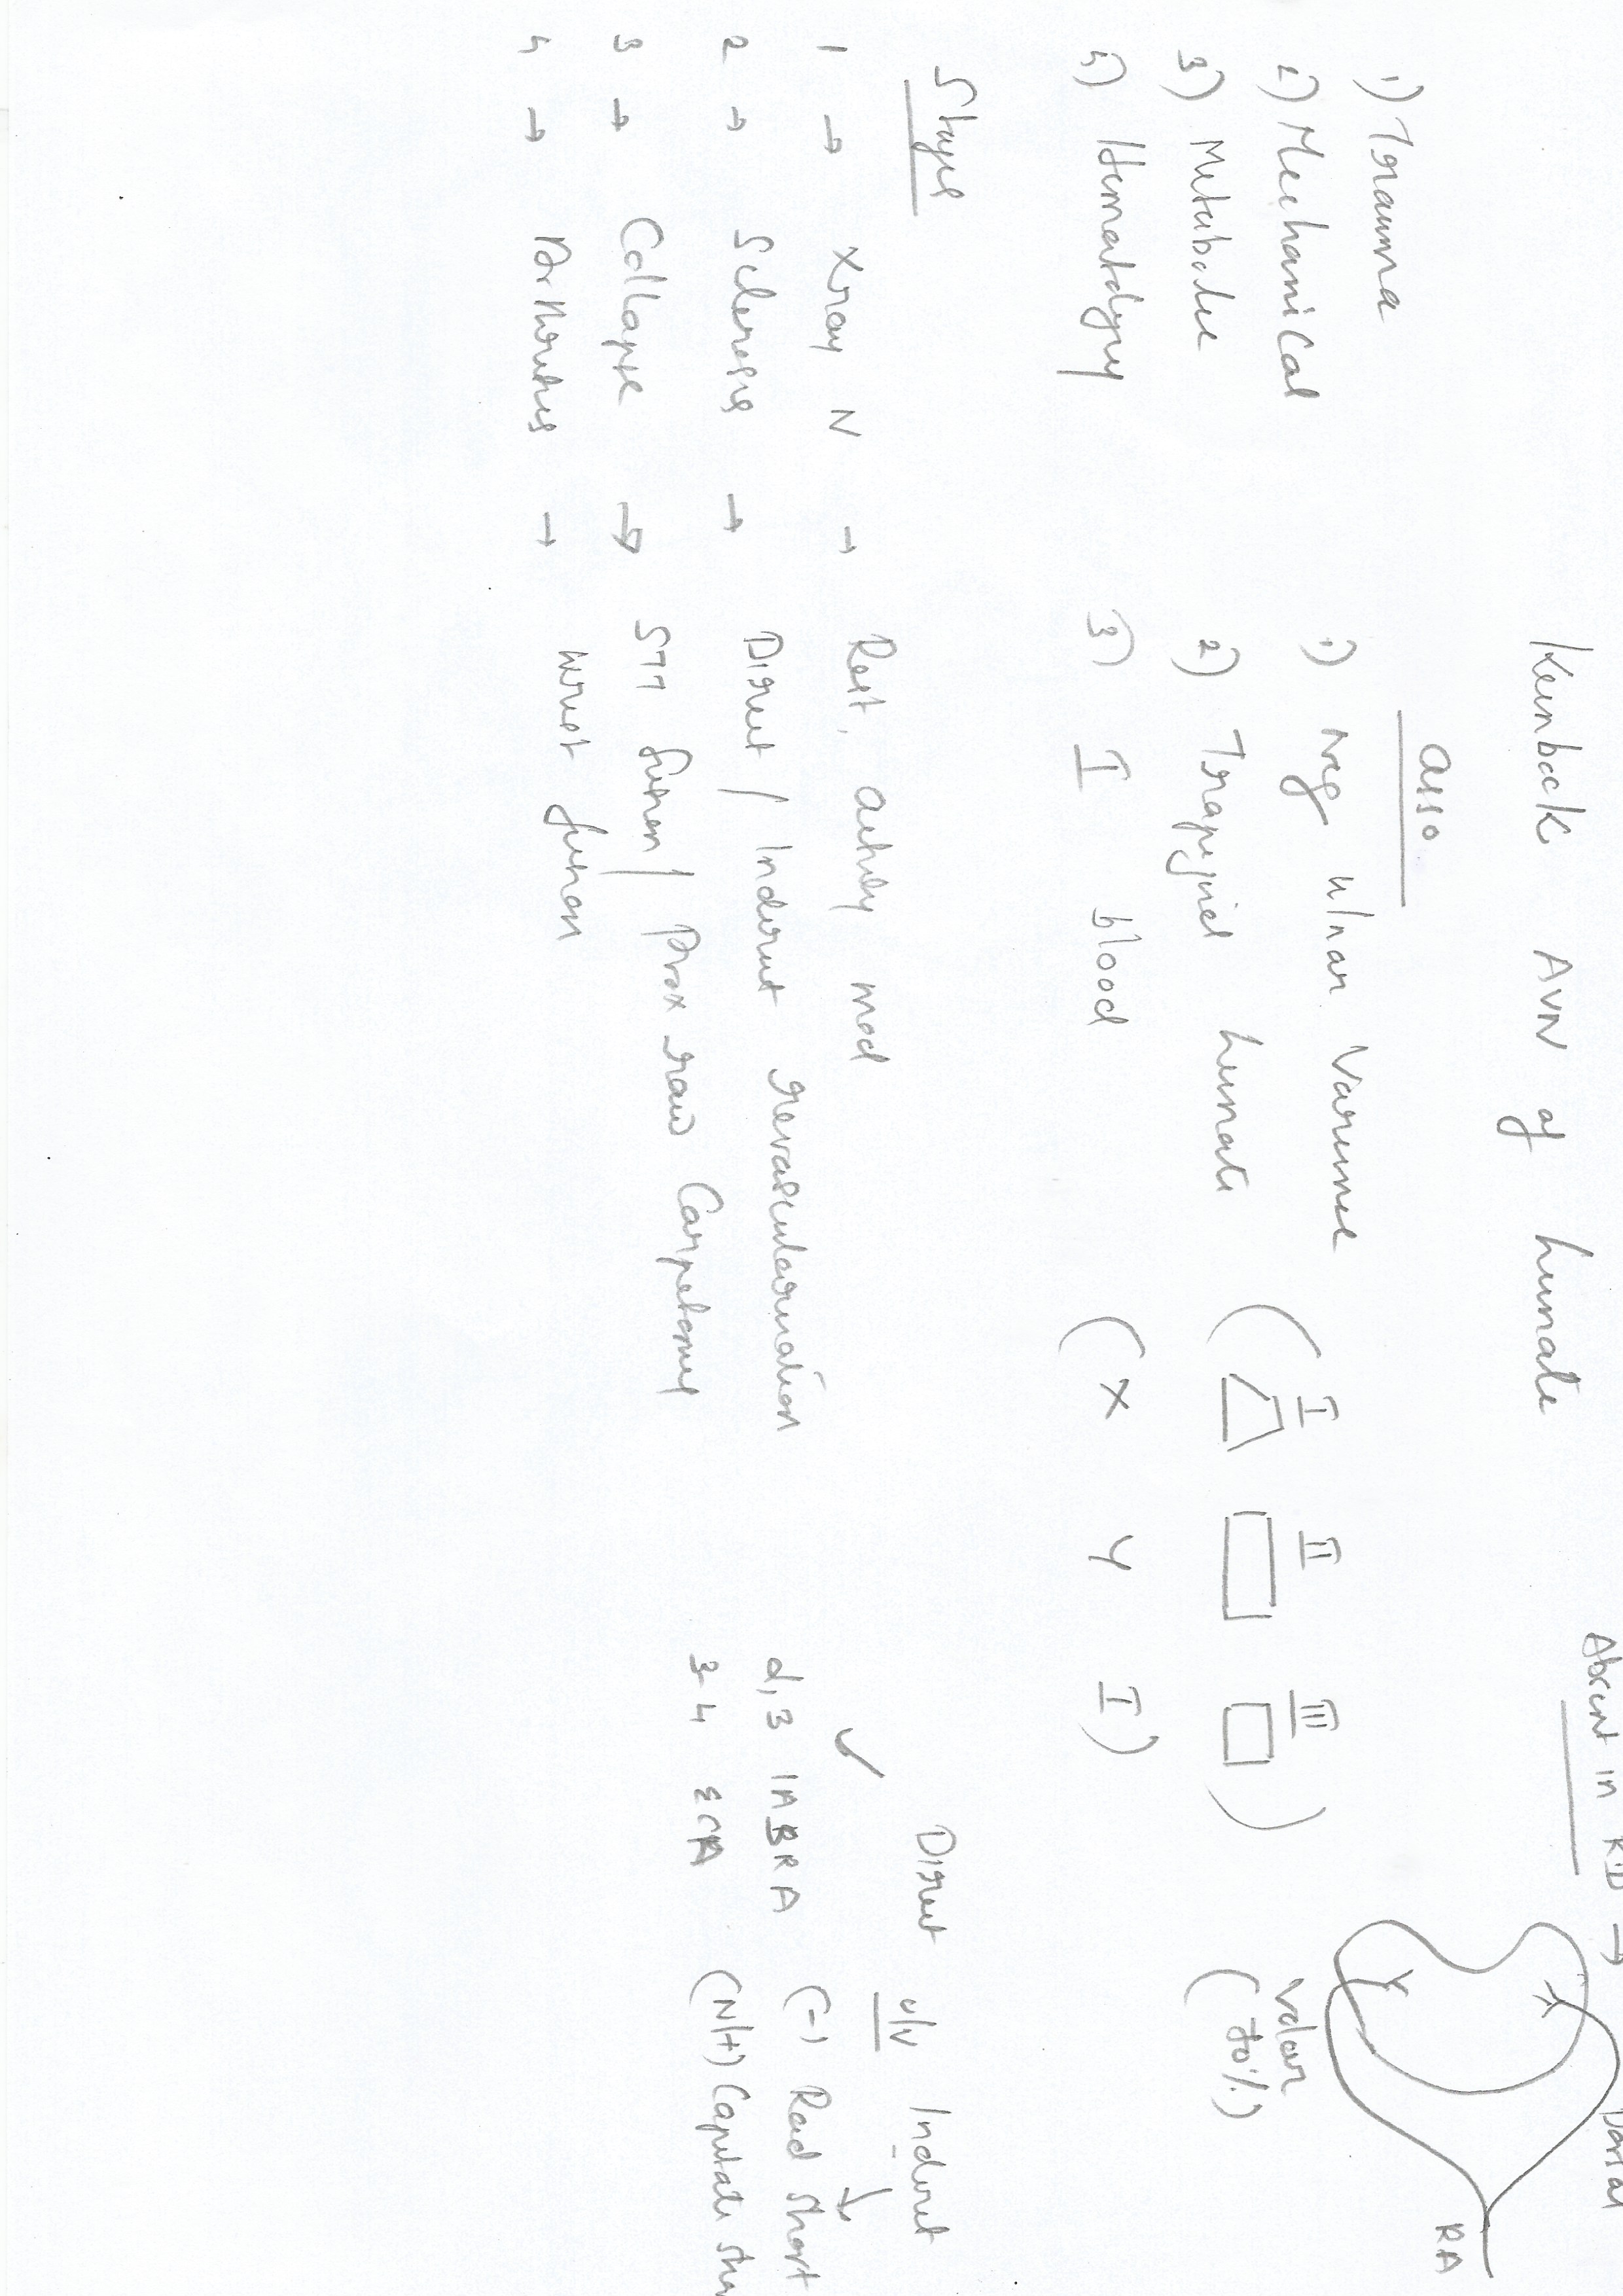 Absent in KD → Dorsal
Keinbock AVN of Lunate
RA
asso
1) Trauma
2) Mechanical
3) Metabolic
4) Hematology
1) Neg ulnar Variance
2) Trapezoid Lunate ( I II III )
3) I blood ( X Y I )
Volar
( 70% )
Stages
1 → Xray N → Rest, activity mod
2 → Sclerosis → Direct / Indirect revascularisation
3 → Collapse → STT fusion / Prox raw Carpectomy
4 → Arthritis → Wrist fusion
Direct Indirect
u/v
✓ ↓
2,3 (-) Rad Short
3-4 ECA (N/+) Capitate Sho